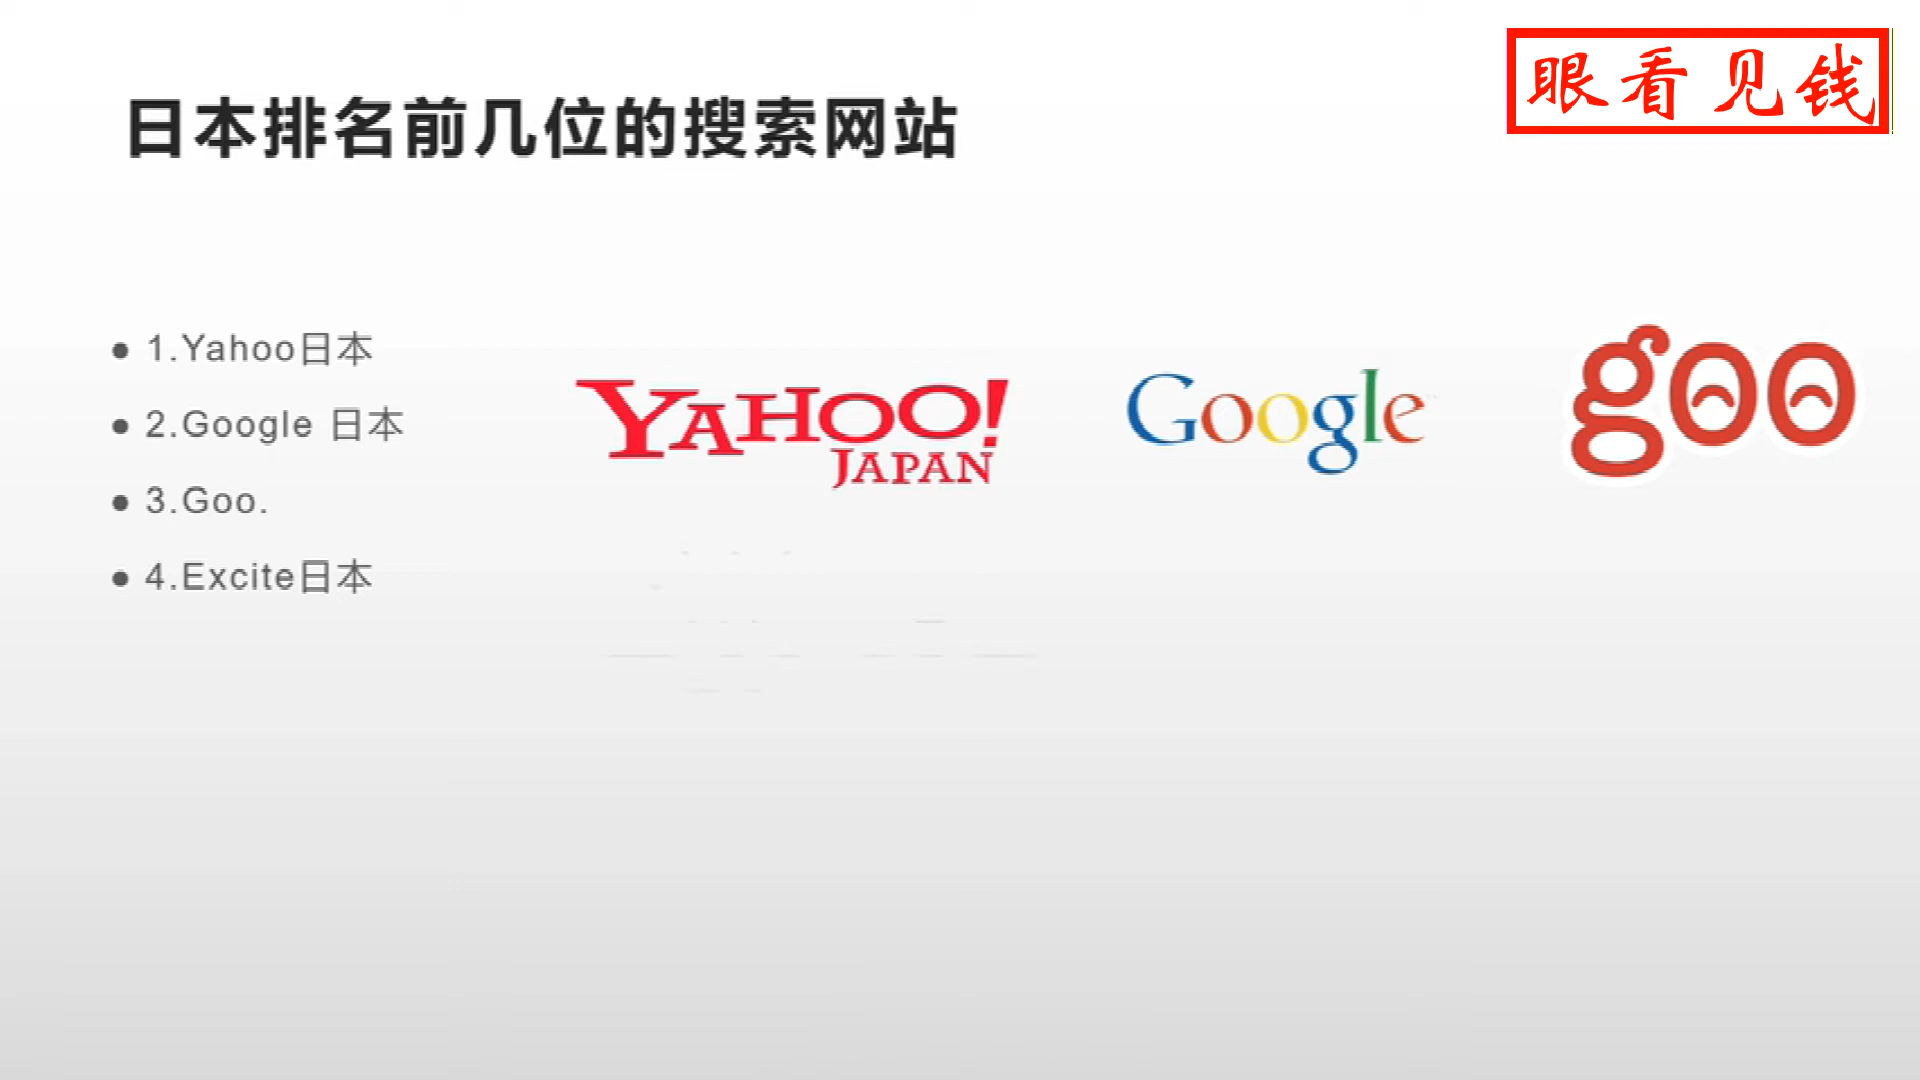 眼看见钱
日本排名前几位的搜索网站
● 1.Yahoo日本
● 2.Google 日本
● 3.Goo.
● 4.Excite日本
YAHOO!
JAPAN
Google
goo